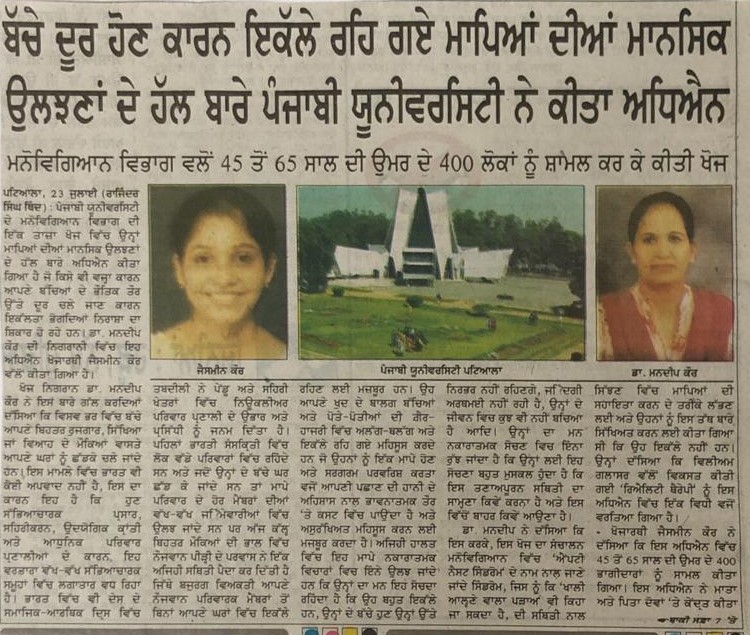 ਬੱਚੇ ਦੂਰ ਹੋਣ ਕਾਰਨ ਇਕੱਲੇ ਰਹਿ ਗਏ ਮਾਪਿਆਂ ਦੀਆਂ ਮਾਨਸਿਕ
ਉਲਝਣਾਂ ਦੇ ਹੱਲ ਬਾਰੇ ਪੰਜਾਬੀ ਯੂਨੀਵਰਸਿਟੀ ਨੇ ਕੀਤਾ ਅਧਿਐਨ
ਮਨੋਵਿਗਿਆਨ ਵਿਭਾਗ ਵਲੋਂ 45 ਤੋਂ 65 ਸਾਲ ਦੀ ਉਮਰ ਦੇ 400 ਲੋਕਾਂ ਨੂੰ ਸ਼ਾਮਲ ਕਰ ਕੇ ਕੀਤੀ ਖੋਜ
ਪਟਿਆਲਾ, 23 ਜੁਲਾਈ (ਰਾਜਿੰਦਰ
ਸਿੰਘ ਥਿੰਦ) : ਪੰਜਾਬੀ ਯੂਨੀਵਰਸਿਟੀ
ਦੇ ਮਨੋਵਿਗਿਆਨ ਵਿਭਾਗ ਦੀ
ਇਕ ਤਾਜ਼ਾ ਖੋਜ ਵਿੱਚ ਉਨ੍ਹਾਂ
ਮਾਪਿਆਂ ਦੀਆਂ ਮਾਨਸਿਕ ਉਲਝਣਾਂ
ਦੇ ਹੱਲ ਬਾਰੇ ਅਧਿਐਨ ਕੀਤਾ
ਗਿਆ ਹੈ ਜੋ ਕਿਸੇ ਵੀ ਵਜ੍ਹਾ ਕਾਰਨ
ਆਪਣੇ ਬੱਚਿਆਂ ਦੇ ਭੌਤਿਕ ਤੌਰ
ਉੱਤੇ ਦੂਰ ਚਲੇ ਜਾਣ ਕਾਰਨ
ਇਕੱਲਤਾ ਭੋਗਦਿਆਂ ਨਿਰਾਸ਼ਾ ਦਾ
ਸ਼ਿਕਾਰ ਹੋ ਰਹੇ ਹਨ। ਡਾ. ਮਨਦੀਪ
ਕੌਰ ਦੀ ਨਿਗਰਾਨੀ ਵਿੱਚ ਇਹ
ਅਧਿਐਨ ਖੋਜਾਰਥੀ ਜੈਸਮੀਨ ਕੌਰ
ਵੱਲੋਂ ਕੀਤਾ ਗਿਆ ਹੈ।
ਖੋਜ ਨਿਗਰਾਨ ਡਾ. ਮਨਦੀਪ
ਕੌਰ ਨੇ ਇਸ ਬਾਰੇ ਗੱਲ ਕਰਦਿਆਂ
ਦੱਸਿਆ ਕਿ ਵਿਸ਼ਵ ਭਰ ਵਿੱਚ ਬੱਚੇ
ਆਪਣੇ ਬਿਹਤਰ ਰੁਜਗਾਰ, ਸਿੱਖਿਆ
ਜਾਂ ਵਿਆਹ ਦੇ ਮੌਕਿਆਂ ਵਾਸਤੇ
ਆਪਣੇ ਘਰਾਂ ਨੂੰ ਛੱਡਕੇ ਚਲੇ ਜਾਂਦੇ
ਹਨ। ਇਸ ਮਾਮਲੇ ਵਿੱਚ ਭਾਰਤ ਵੀ
ਕੋਈ ਅਪਵਾਦ ਨਹੀਂ ਹੈ, ਇਸ ਦਾ
ਕਾਰਨ ਇਹ ਹੈ ਕਿ ਹੁਣ
ਸੱਭਿਆਚਾਰਕ ਪ੍ਰਸਾਰ,
ਸ਼ਹਿਰੀਕਰਨ, ਉਦਯੋਗਿਕ ਕ੍ਰਾਂਤੀ
ਅਤੇ ਆਧੁਨਿਕ ਪਰਿਵਾਰ
ਪ੍ਰਣਾਲੀਆਂ ਦੇ ਕਾਰਨ, ਇਹ
ਵਰਤਾਰਾ ਵੱਖ-ਵੱਖ ਸੱਭਿਆਚਾਰਕ
ਸਮੂਹਾਂ ਵਿੱਚ ਲਗਾਤਾਰ ਵਧ ਰਿਹਾ
ਹੈ। ਭਾਰਤ ਵਿੱਚ ਵੀ ਦੇਸ਼ ਦੇ
ਸਮਾਜਿਕ-ਆਰਥਿਕ ਦ੍ਰਿਸ਼ ਵਿੱਚ
ਜੈਸਮੀਨ ਕੌਰ
ਤਬਦੀਲੀ ਨੇ ਪੇਂਡੂ ਅਤੇ ਸ਼ਹਿਰੀ
ਖੇਤਰਾਂ ਵਿੱਚ ਨਿਊਕਲੀਅਰ
ਪਰਿਵਾਰ ਪ੍ਰਣਾਲੀ ਦੇ ਉਭਾਰ ਅਤੇ
ਪ੍ਰਸਿੱਧੀ ਨੂੰ ਜਨਮ ਦਿੱਤਾ ਹੈ।
ਪਹਿਲਾਂ ਭਾਰਤੀ ਸੰਸਕ੍ਰਿਤੀ ਵਿੱਚ
ਲੋਕ ਵੱਡੇ ਪਰਿਵਾਰਾਂ ਵਿੱਚ ਰਹਿੰਦੇ
ਸਨ ਅਤੇ ਜਦੋਂ ਉਨ੍ਹਾਂ ਦੇ ਬੱਚੇ ਘਰ
ਛੱਡ ਕੇ ਜਾਂਦੇ ਸਨ ਤਾਂ ਮਾਪੇ
ਪਰਿਵਾਰ ਦੇ ਹੋਰ ਮੈਂਬਰਾਂ ਦੀਆਂ
ਵੱਖ-ਵੱਖ ਜ਼ਿੰਮੇਵਾਰੀਆਂ ਵਿੱਚ
ਉਲਝ ਜਾਂਦੇ ਸਨ ਪਰ ਅੱਜ ਕੱਲ੍ਹ
ਬਿਹਤਰ ਮੌਕਿਆਂ ਦੀ ਭਾਲ ਵਿੱਚ
ਨੌਜਵਾਨ ਪੀੜ੍ਹੀ ਦੇ ਪਰਵਾਸ ਨੇ ਇੱਕ
ਅਜਿਹੀ ਸਥਿਤੀ ਪੈਦਾ ਕਰ ਦਿੱਤੀ ਹੈ
ਜਿੱਥੇ ਬਜ਼ੁਰਗ ਵਿਅਕਤੀ ਆਪਣੇ
ਨੌਜਵਾਨ ਪਰਿਵਾਰਕ ਮੈਂਬਰਾਂ ਤੋਂ
ਬਿਨਾਂ ਆਪਣੇ ਘਰਾਂ ਵਿੱਚ ਇਕੱਲੇ
ਪੰਜਾਬੀ ਯੂਨੀਵਰਸਿਟੀ ਪਟਿਆਲਾ
ਰਹਿਣ ਲਈ ਮਜਬੂਰ ਹਨ। ਉਹ
ਆਪਣੇ ਖੁਦ ਦੇ ਬਾਲਗ ਬੱਚਿਆਂ
ਅਤੇ ਪੋਤੇ-ਪੋਤੀਆਂ ਦੀ ਗੈਰ-
ਹਾਜਰੀ ਵਿੱਚ ਅਲੱਗ-ਥਲੱਗ ਅਤੇ
ਇਕੱਲੇ ਰਹਿ ਗਏ ਮਹਿਸੂਸ ਕਰਦੇ
ਹਨ ਜੋ ਉਹਨਾਂ ਨੂੰ ਇੱਕ ਮਾਪੇ ਹੋਣ
ਅਤੇ ਸਰਗਰਮ ਪਰਵਰਿਸ਼ ਕਰਤਾ
ਵਜੋਂ ਆਪਣੀ ਪਛਾਣ ਦੀ ਹਾਨੀ ਦੇ
ਅਹਿਸਾਸ ਨਾਲ ਭਾਵਨਾਤਮਕ ਤੌਰ
'ਤੇ ਕਸ਼ਟ ਵਿੱਚ ਪਾਉਂਦਾ ਹੈ ਅਤੇ
ਅਸੁਰੱਖਿਅਤ ਮਹਿਸੂਸ ਕਰਨ ਲਈ
ਮਜਬੂਰ ਕਰਦਾ ਹੈ। ਅਜਿਹੀ ਹਾਲਤ
ਵਿੱਚ ਇਹ ਮਾਪੇ ਨਕਾਰਾਤਮਕ
ਵਿਚਾਰਾਂ ਵਿਚ ਇੰਨੇ ਉਲਝ ਜਾਂਦੇ
ਹਨ ਕਿ ਉਨ੍ਹਾਂ ਦਾ ਮਨ ਇਹ ਸੋਚਦਾ
ਰਹਿੰਦਾ ਹੈ ਕਿ ਉਹ ਬਹੁਤ ਇਕੱਲੇ
ਹਨ, ਉਨ੍ਹਾਂ ਦੇ ਬੱਚੇ ਹੁਣ ਉਨ੍ਹਾਂ ਉੱਤੇ
ਨਿਰਭਰ ਨਹੀਂ ਰਹਿਣਗੇ, ਜ਼ਿੰਦਗੀ
ਅਰਥਮਈ ਨਹੀਂ ਰਹੀ ਹੈ, ਉਨ੍ਹਾਂ ਦੇ
ਜੀਵਨ ਵਿਚ ਕੁਝ ਵੀ ਨਹੀਂ ਬਚਿਆ
ਹੈ ਆਦਿ। ਉਨ੍ਹਾਂ ਦਾ ਮਨ
ਨਕਾਰਾਤਮਕ ਸੋਚਣ ਵਿਚ ਇੰਨਾ
ਰੁੱਝ ਜਾਂਦਾ ਹੈ ਕਿ ਉਨ੍ਹਾਂ ਲਈ ਇਹ
ਸੋਚਣਾ ਬਹੁਤ ਮੁਸ਼ਕਲ ਹੁੰਦਾ ਹੈ ਕਿ
ਇਸ ਤਣਾਅਪੂਰਨ ਸਥਿਤੀ ਦਾ
ਸਾਮ੍ਹਣਾ ਕਿਵੇਂ ਕਰਨਾ ਹੈ ਅਤੇ ਇਸ
ਵਿੱਚੋਂ ਬਾਹਰ ਕਿਵੇਂ ਆਉਣਾ ਹੈ।
ਡਾ ਮਨਦੀਪ ਨੇ ਦੱਸਿਆ ਕਿ
ਇਸ ਕਰਕੇ, ਇਸ ਖੋਜ ਦਾ ਸੰਚਾਲਨ
ਮਨੋਵਿਗਿਆਨ ਵਿੱਚ 'ਐਂਪਟੀ
ਨੈਸਟ ਸਿੰਡਰੋਮ' ਦੇ ਨਾਮ ਨਾਲ ਜਾਣੇ
ਜਾਂਦੇ ਸਿੰਡਰੋਮ, ਜਿਸ ਨੂੰ ਕਿ 'ਖਾਲੀ
ਆਲ੍ਹਣੇ ਵਾਲਾ ਪੜਾਅ' ਵੀ ਕਿਹਾ
ਜਾ ਸਕਦਾ ਹੈ, ਦੀ ਸਥਿਤੀ ਨਾਲ
ਡਾ. ਮਨਦੀਪ ਕੌਰ
ਸਿੱਝਣ ਵਿੱਚ ਮਾਪਿਆਂ ਦੀ
ਸਹਾਇਤਾ ਕਰਨ ਦੇ ਤਰੀਕੇ ਲੱਭਣ
ਲਈ ਅਤੇ ਉਹਨਾਂ ਨੂੰ ਇਸ ਤੱਥ ਬਾਰੇ
ਸਿੱਖਿਅਤ ਕਰਨ ਲਈ ਕੀਤਾ ਗਿਆ
ਸੀ ਕਿ ਉਹ ਇਕੱਲੇ ਨਹੀਂ ਹਨ।
ਉਨ੍ਹਾਂ ਦੱਸਿਆ ਕਿ ਵਿਲੀਅਮ
ਗਲਾਸਰ ਵੱਲੋਂ ਵਿਕਸਤ ਕੀਤੀ
ਗਈ 'ਰਿਐਲਿਟੀ ਥੈਰੇਪੀ' ਨੂੰ ਇਸ
ਅਧਿਐਨ ਵਿੱਚ ਇੱਕ ਵਿਧੀ ਵਜੋਂ
ਵਰਤਿਆ ਗਿਆ ਹੈ।
ਖੋਜਾਰਥੀ ਜੈਸਮੀਨ ਕੌਰ ਨੇ
ਦੱਸਿਆ ਕਿ ਇਸ ਅਧਿਐਨ ਵਿੱਚ
45 ਤੋਂ 65 ਸਾਲ ਦੀ ਉਮਰ ਦੇ 400
ਭਾਗੀਦਾਰਾਂ ਨੂੰ ਸ਼ਾਮਲ ਕੀਤਾ
ਗਿਆ। ਇਸ ਅਧਿਐਨ ਨੇ ਮਾਤਾ
ਅਤੇ ਪਿਤਾ ਦੋਵਾਂ 'ਤੇ ਕੇਂਦ੍ਰਤ ਕੀਤਾ
ਬਾਕੀ ਸਫ਼ਾ 7 'ਤੇ